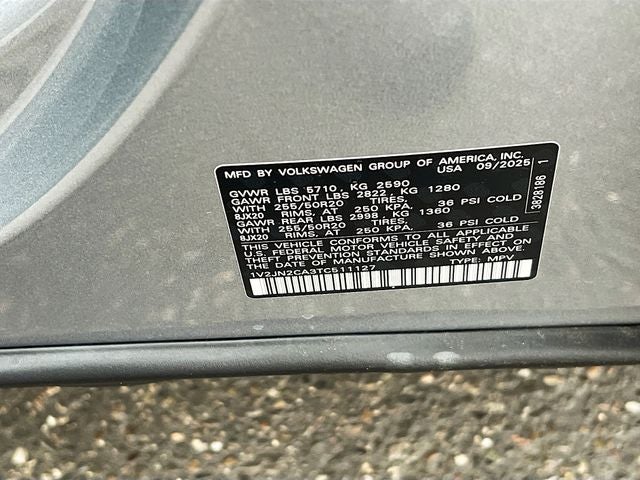 MFD BY VOLKSWAGEN GROUP OF AMERICA, INC.
USA 09/2025
GVWR LBS 5710, KG 2590
GAWR FRONT LBS 2822, KG 1280
WITH 255/50R20 TIRES, 36 PSI COLD
8JX20 RIMS, AT 250 KPA.
GAWR REAR LBS 2998 KG 1360
WITH 255/50R20 TIRES, 36 PSI COLD
8JX20 RIMS, AT 250 KPA.
THIS VEHICLE CONFORMS TO ALL APPLICABLE
U.S. FEDERAL MOTOR VEHICLE SAFETY AND
THEFT PREVENTION STANDARDS IN EFFECT ON
THE DATE OF MANUFACTURE SHOWN ABOVE.
1V2JN2CA3TC511127 TYPE: MPV
3828186 1